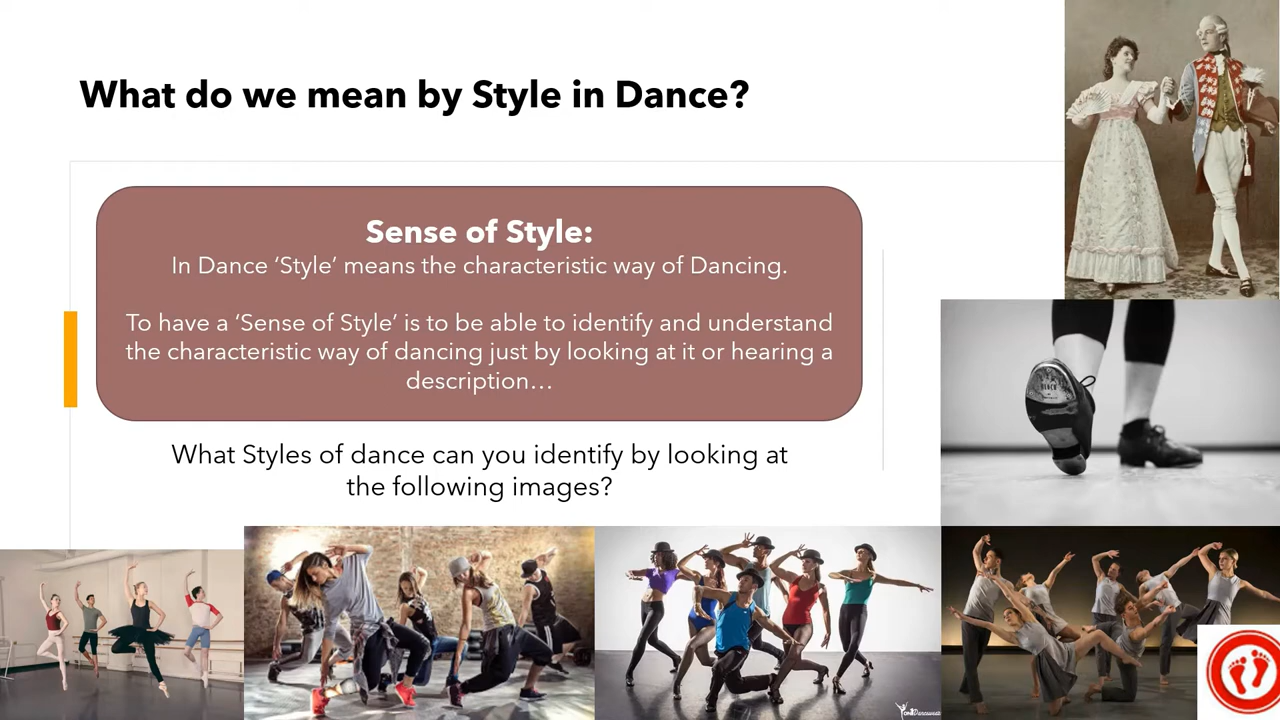 What do we mean by Style in Dance?
Sense of Style:
In Dance ‘Style’ means the characteristic way of Dancing.
To have a ‘Sense of Style’ is to be able to identify and understand
the characteristic way of dancing just by looking at it or hearing a
description…
What Styles of dance can you identify by looking at
the following images?